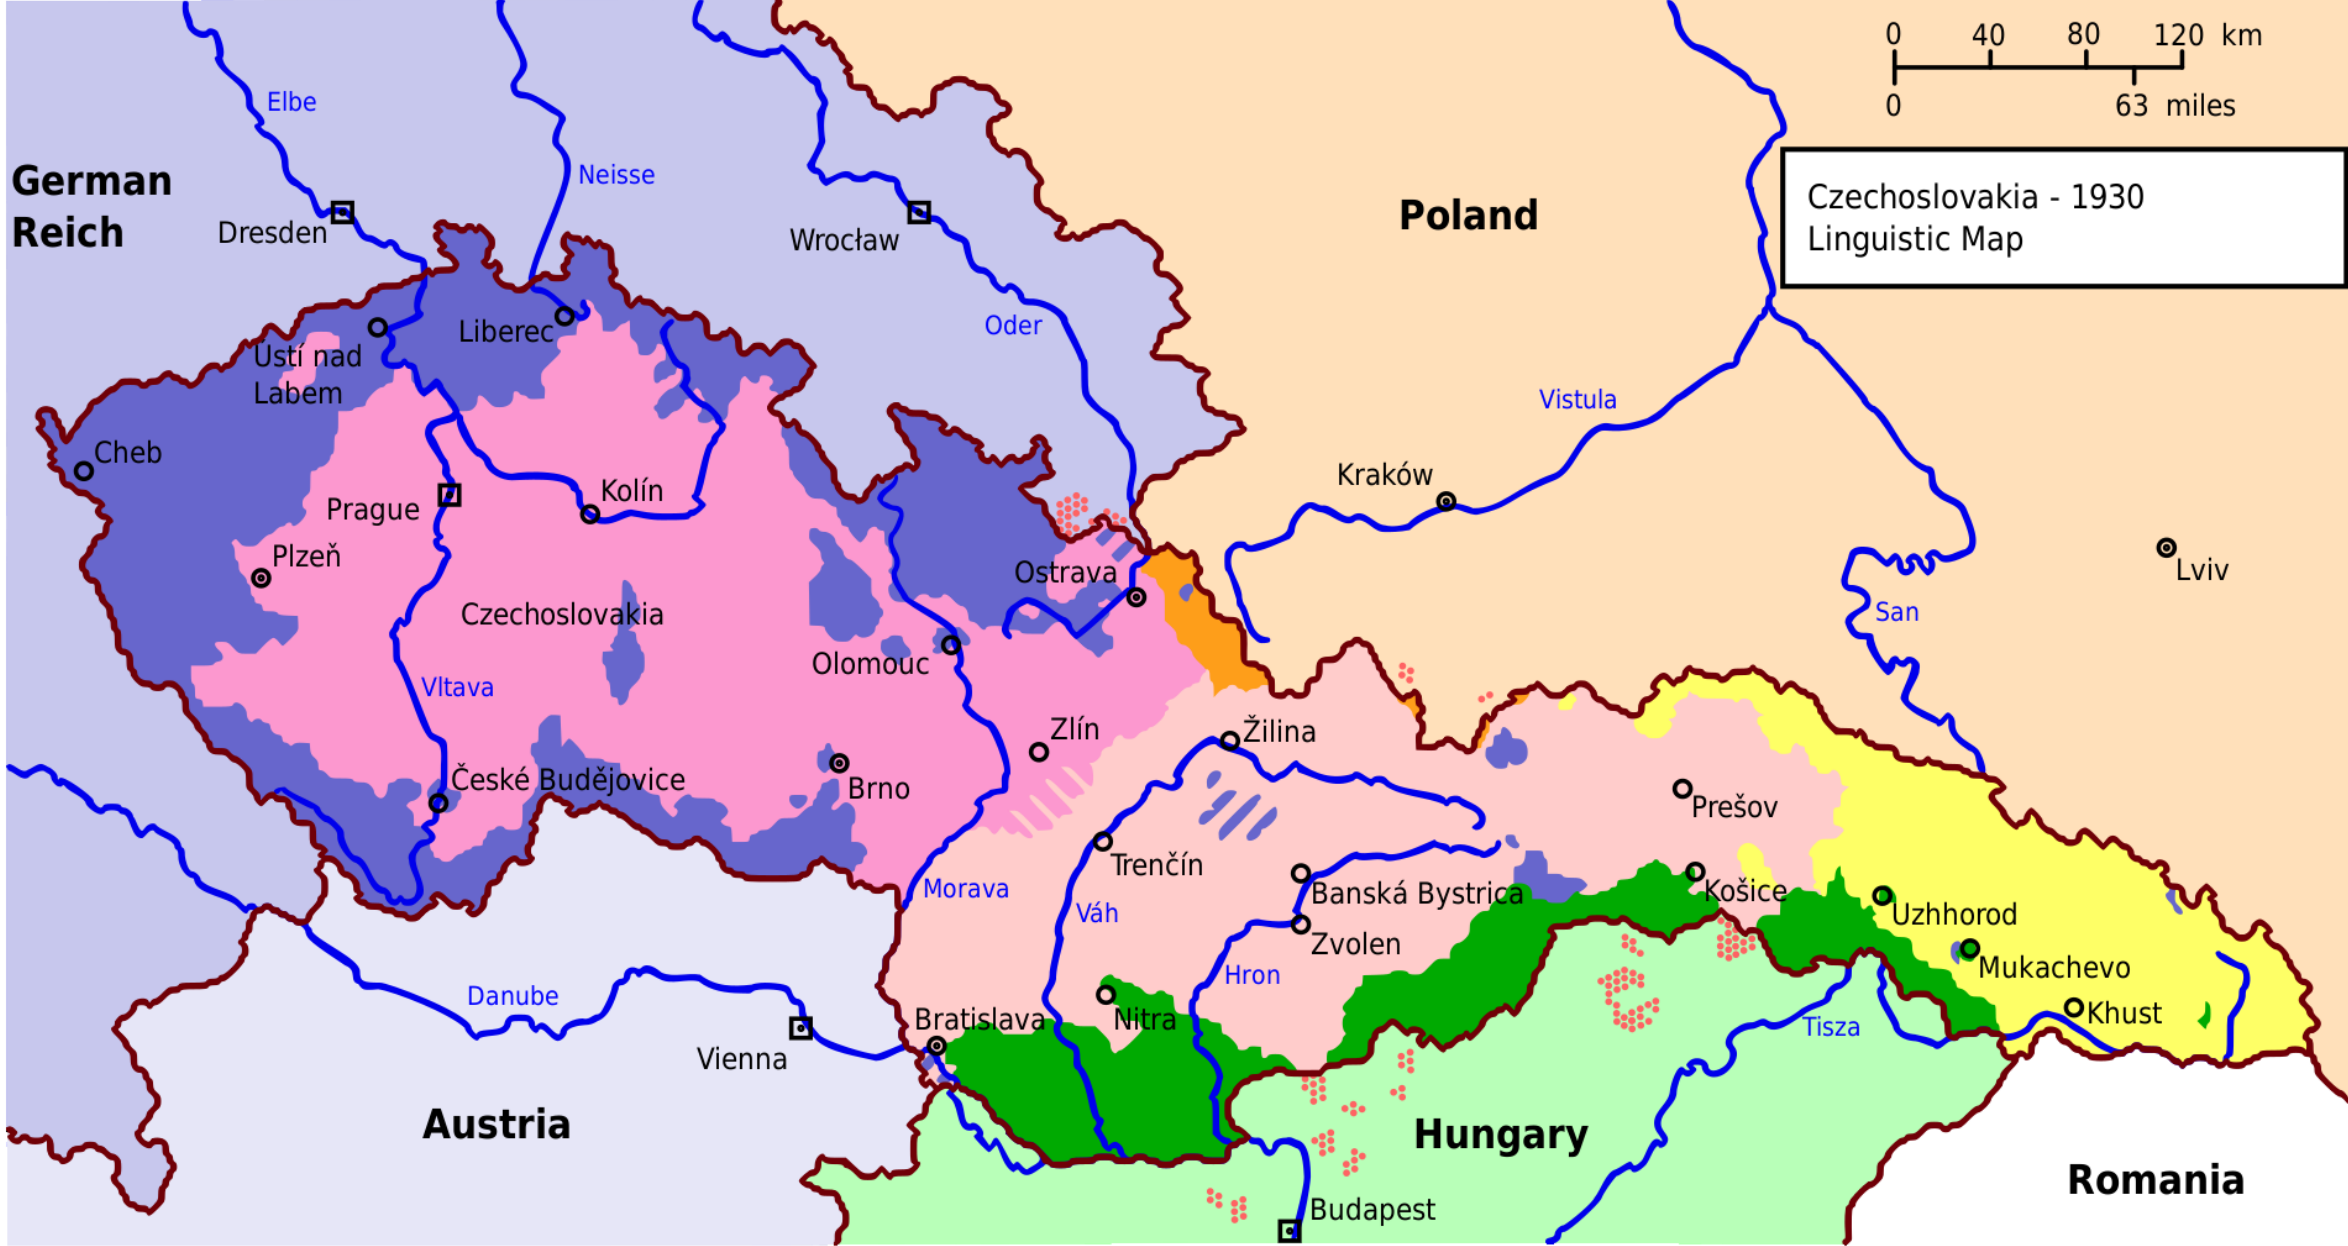 0 40 80 120 km
0 63 miles
Elbe
German
Reich
Neisse
Czechoslovakia - 1930
Linguistic Map
Poland
Dresden
Wrocław
Oder
Liberec
Ústí nad
Labem
Vistula
Cheb
Kraków
Kolín
Prague
Plzeň
Ostrava
Lviv
Czechoslovakia
San
Olomouc
Vltava
Zlín
Žilina
České Budějovice
Brno
Prešov
Trenčín
Morava
Banská Bystrica
Košice
Váh
Uzhhorod
Zvolen
Hron
Mukachevo
Danube
Bratislava
Nitra
Khust
Tisza
Vienna
Austria
Hungary
Romania
Budapest